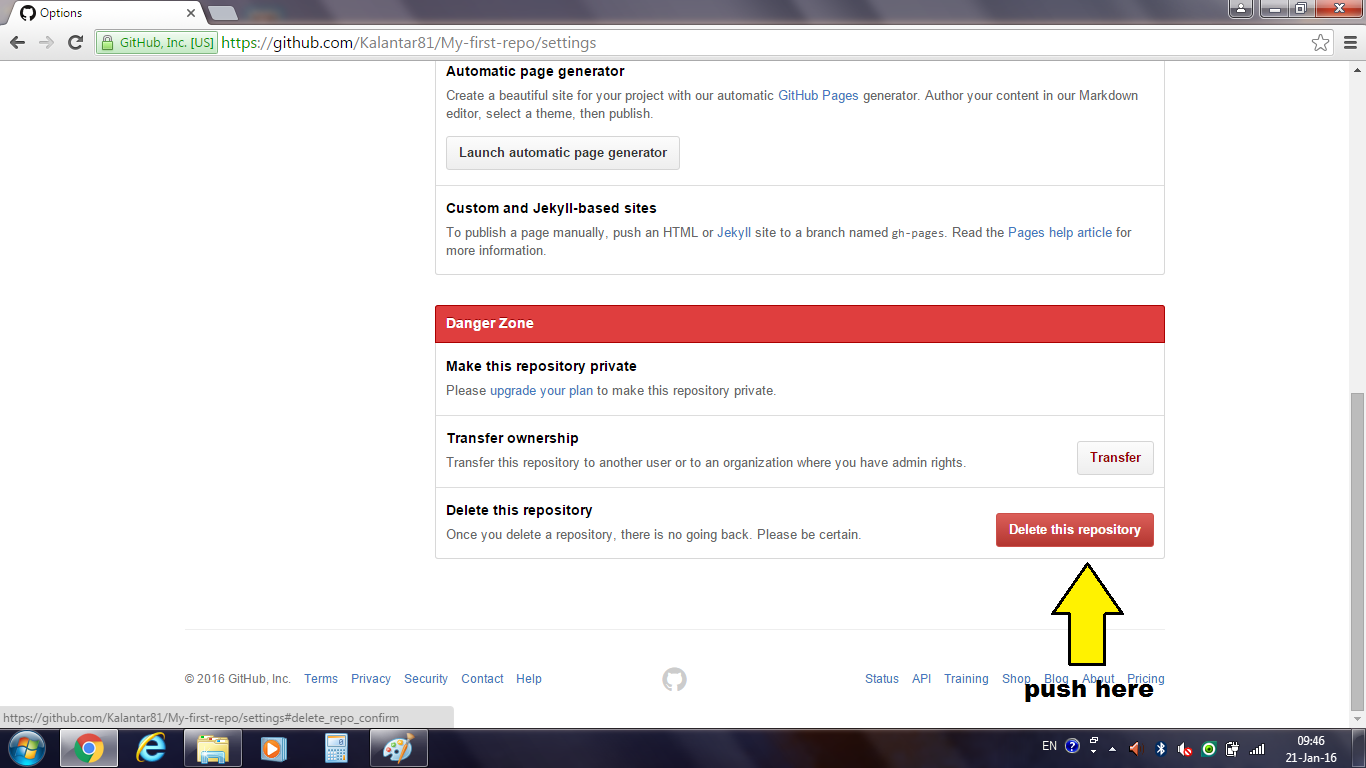 Options
GitHub, Inc. [US] https://github.com/Kalantar81/My-first-repo/settings
Automatic page generator
Create a beautiful site for your project with our automatic GitHub Pages generator. Author your content in our Markdown
editor, select a theme, then publish.
Launch automatic page generator
Custom and Jekyll-based sites
To publish a page manually, push an HTML or Jekyll site to a branch named gh-pages. Read the Pages help article for
more information.
Danger Zone
Make this repository private
Please upgrade your plan to make this repository private.
Transfer ownership
Transfer this repository to another user or to an organization where you have admin rights.
Transfer
Delete this repository
Once you delete a repository, there is no going back. Please be certain.
Delete this repository
© 2016 GitHub, Inc. Terms Privacy Security Contact Help
Status API Training Shop Blog About Pricing
push here
https://github.com/Kalantar81/My-first-repo/settings#delete_repo_confirm
EN
09:46
21-Jan-16